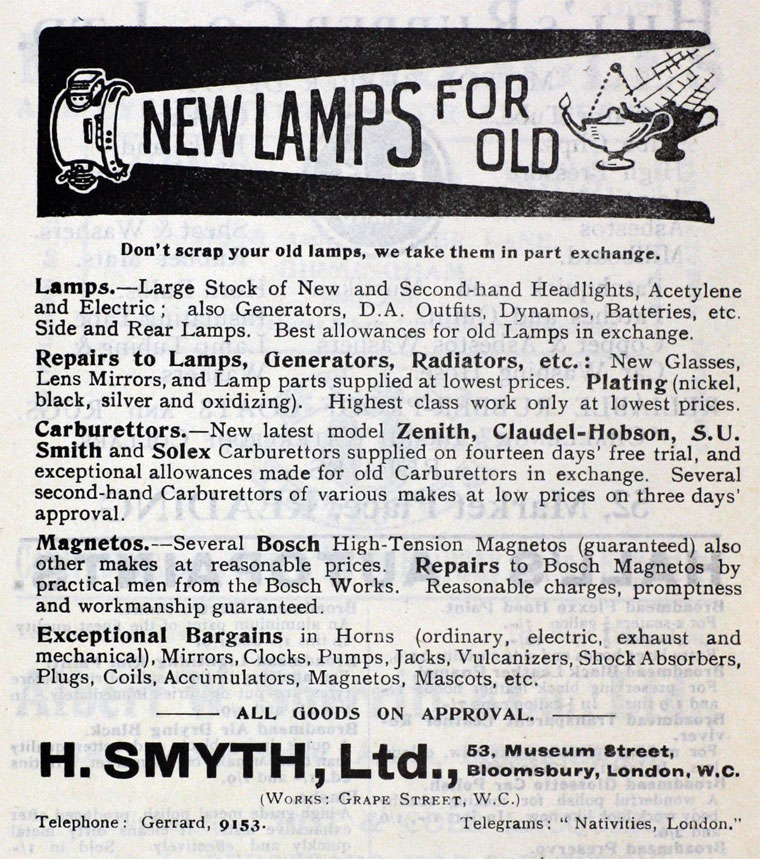 NEW LAMPS FOR OLD
Don't scrap your old lamps, we take them in part exchange.
Lamps.—Large Stock of New and Second-hand Headlights, Acetylene
and Electric; also Generators, D.A. Outfits, Dynamos, Batteries, etc.
Side and Rear Lamps. Best allowances for old Lamps in exchange.
Repairs to Lamps, Generators, Radiators, etc.: New Glasses,
Lens Mirrors, and Lamp parts supplied at lowest prices. Plating (nickel,
black, silver and oxidizing). Highest class work only at lowest prices.
Carburettors.—New latest model Zenith, Claudel-Hobson, S.U.
Smith and Solex Carburettors supplied on fourteen days' free trial, and
exceptional allowances made for old Carburettors in exchange. Several
second-hand Carburettors of various makes at low prices on three days'
approval.
Magnetos.—Several Bosch High-Tension Magnetos (guaranteed) also
other makes at reasonable prices. Repairs to Bosch Magnetos by
practical men from the Bosch Works. Reasonable charges, promptness
and workmanship guaranteed.
Exceptional Bargains in Horns (ordinary, electric, exhaust and
mechanical), Mirrors, Clocks, Pumps, Jacks, Vulcanizers, Shock Absorbers,
Plugs, Coils, Accumulators, Magnetos, Mascots, etc.
ALL GOODS ON APPROVAL.
H. SMYTH, Ltd., 53, Museum Street,
Bloomsbury, London, W.C.
(WORKS: GRAPE STREET, W.C.)
Telephone: Gerrard, 9153. Telegrams: "Nativities, London."